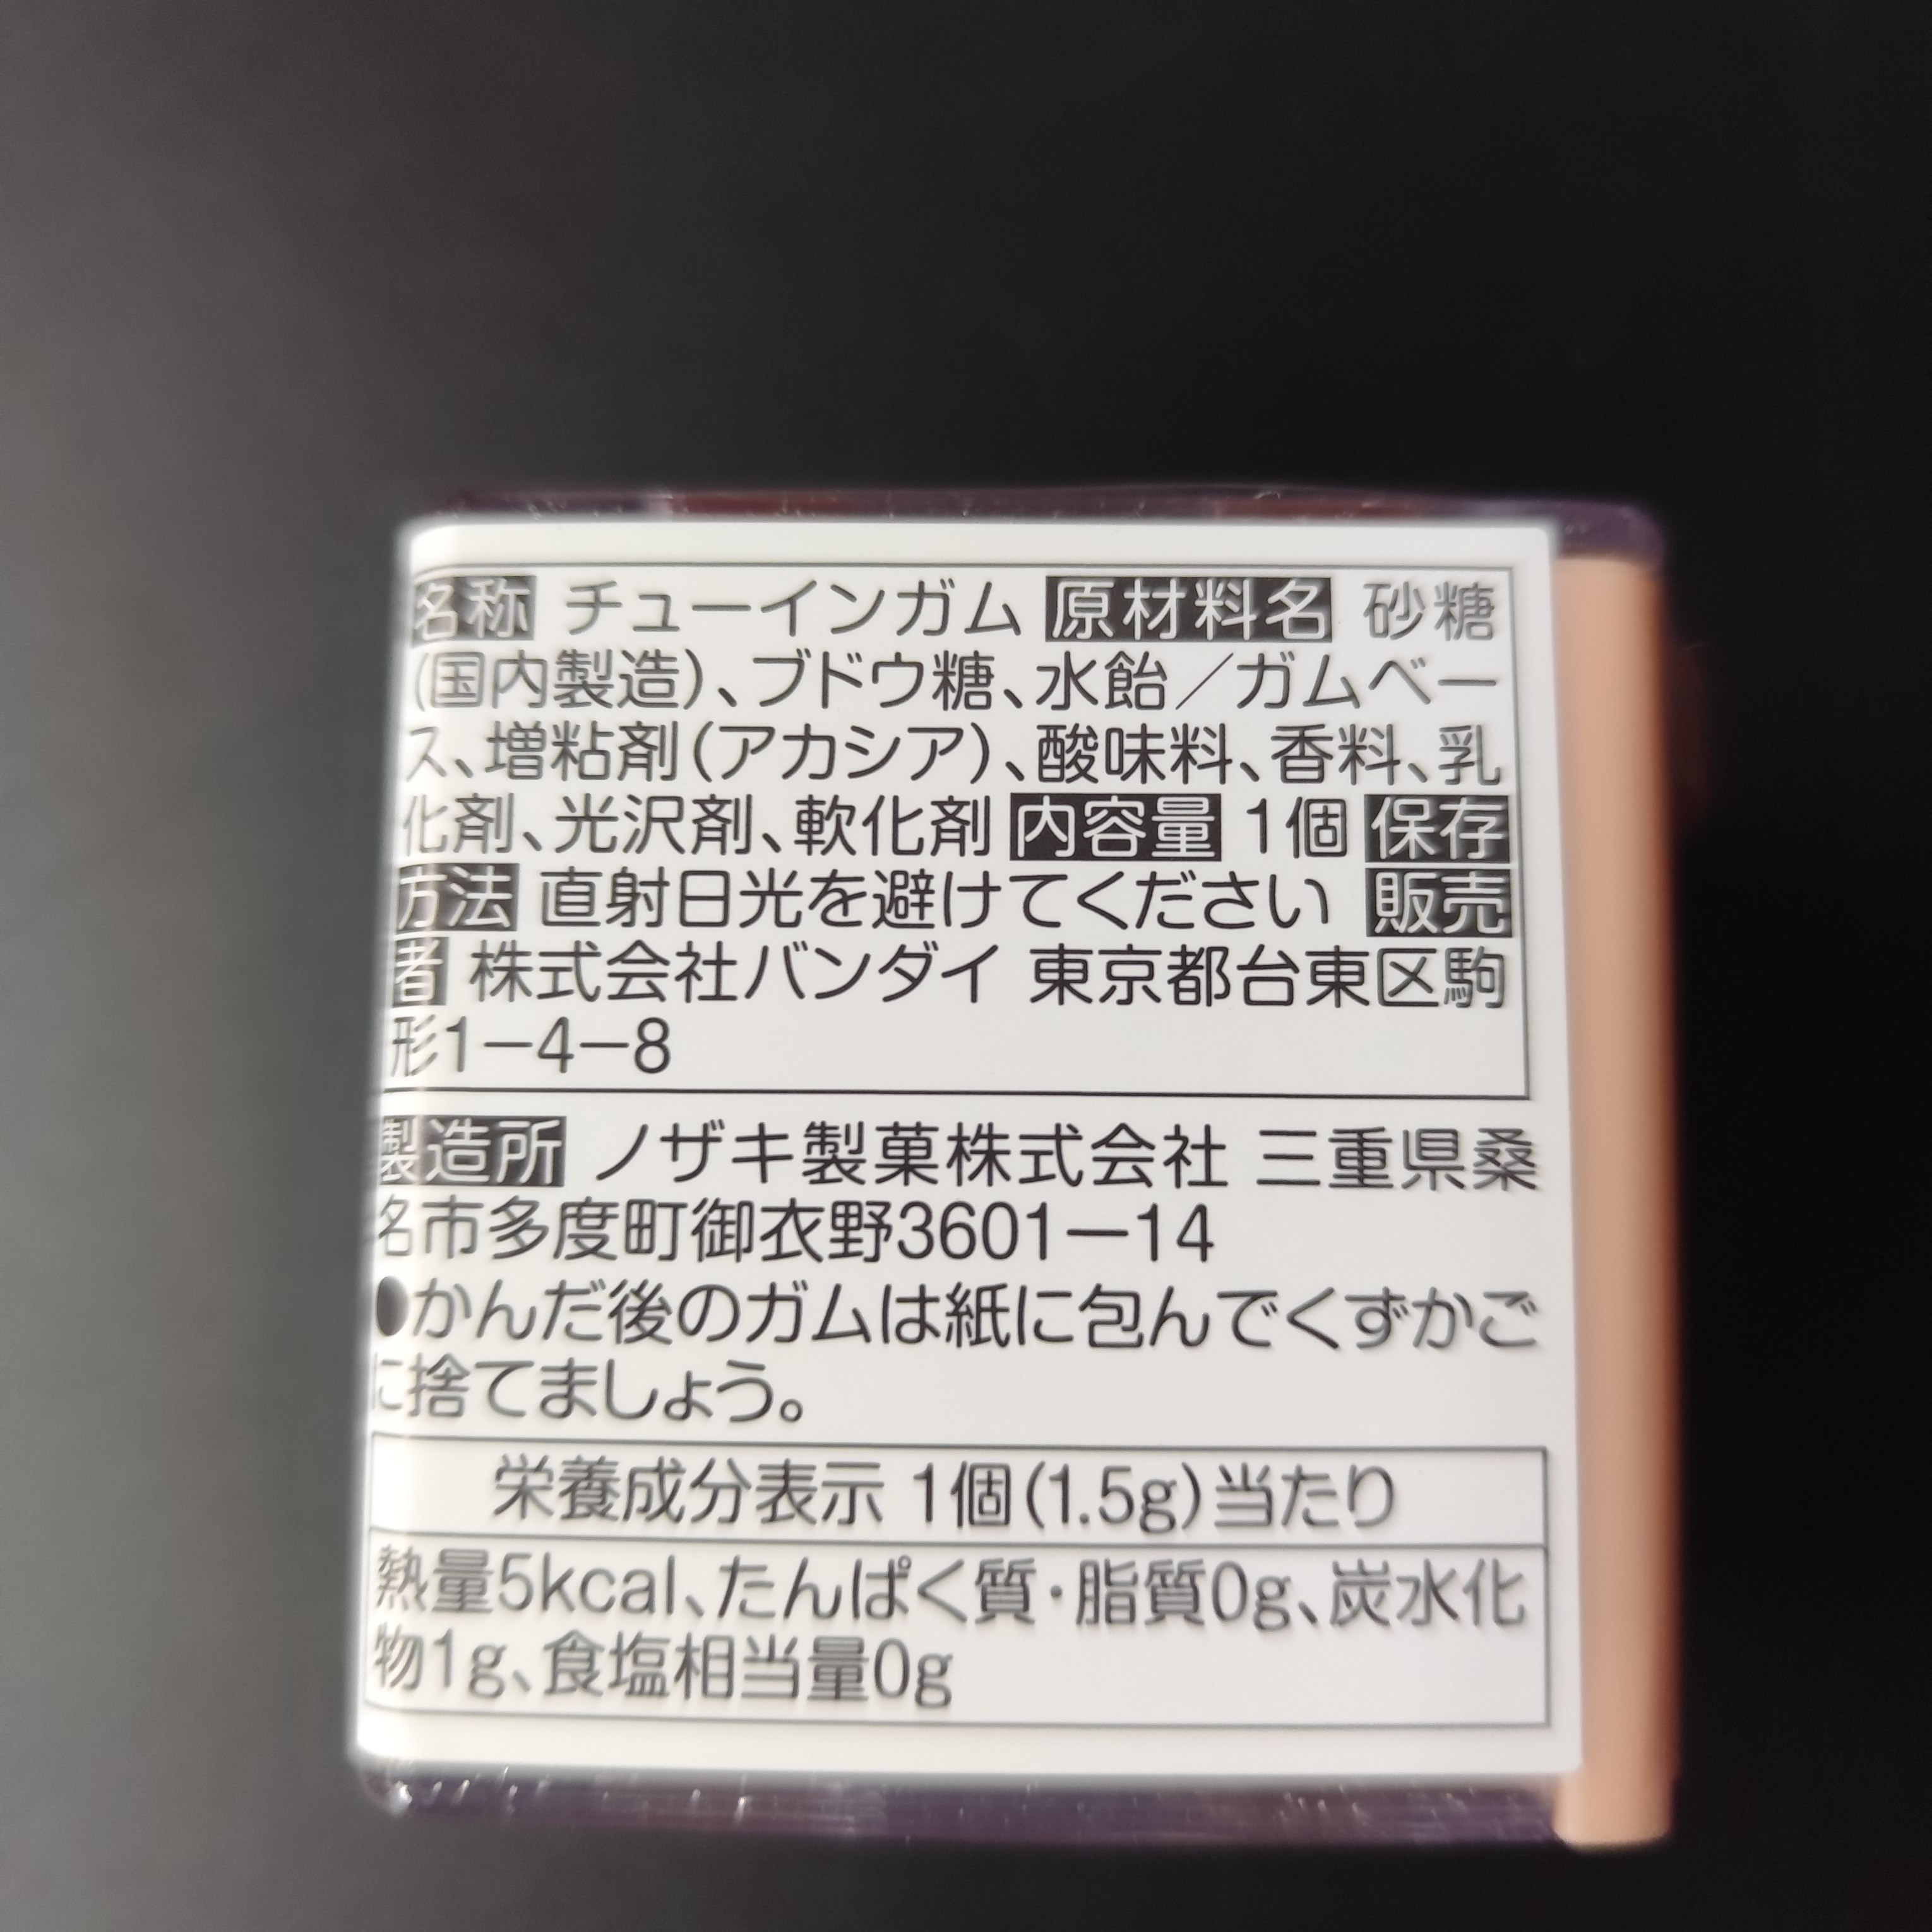 名称 チューインガム 原材料名 砂糖
(国内製造)、ブドウ糖、水飴／ガムベー
ス、増粘剤(アカシア)、酸味料、香料、乳
化剤、光沢剤、軟化剤 内容量 1個 保存
方法 直射日光を避けてください 販売
者 株式会社バンダイ 東京都台東区駒
形1－4－8
製造所 ノザキ製菓株式会社 三重県桑
名市多度町御衣野3601－14
●かんだ後のガムは紙に包んでくずかご
に捨てましょう。
栄養成分表示 1個(1.5g)当たり
熱量5kcal、たんぱく質・脂質0g、炭水化
物1g、食塩相当量0g